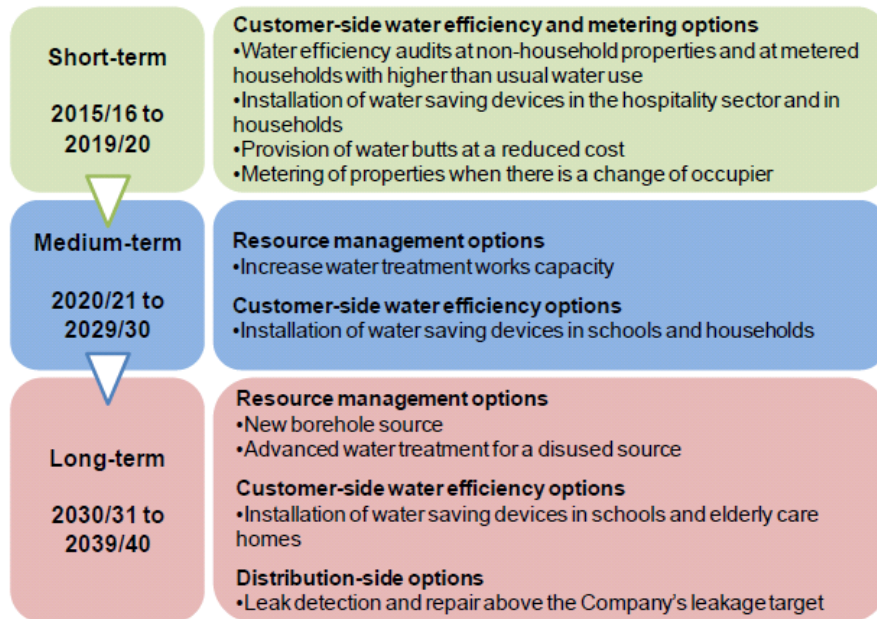 Short-term
2015/16 to
2019/20
Customer-side water efficiency and metering options
•Water efficiency audits at non-household properties and at metered
households with higher than usual water use
•Installation of water saving devices in the hospitality sector and in
households
•Provision of water butts at a reduced cost
•Metering of properties when there is a change of occupier
Medium-term
2020/21 to
2029/30
Resource management options
•Increase water treatment works capacity
Customer-side water efficiency options
•Installation of water saving devices in schools and households
Long-term
2030/31 to
2039/40
Resource management options
•New borehole source
•Advanced water treatment for a disused source
Customer-side water efficiency options
•Installation of water saving devices in schools and elderly care
homes
Distribution-side options
•Leak detection and repair above the Company's leakage target